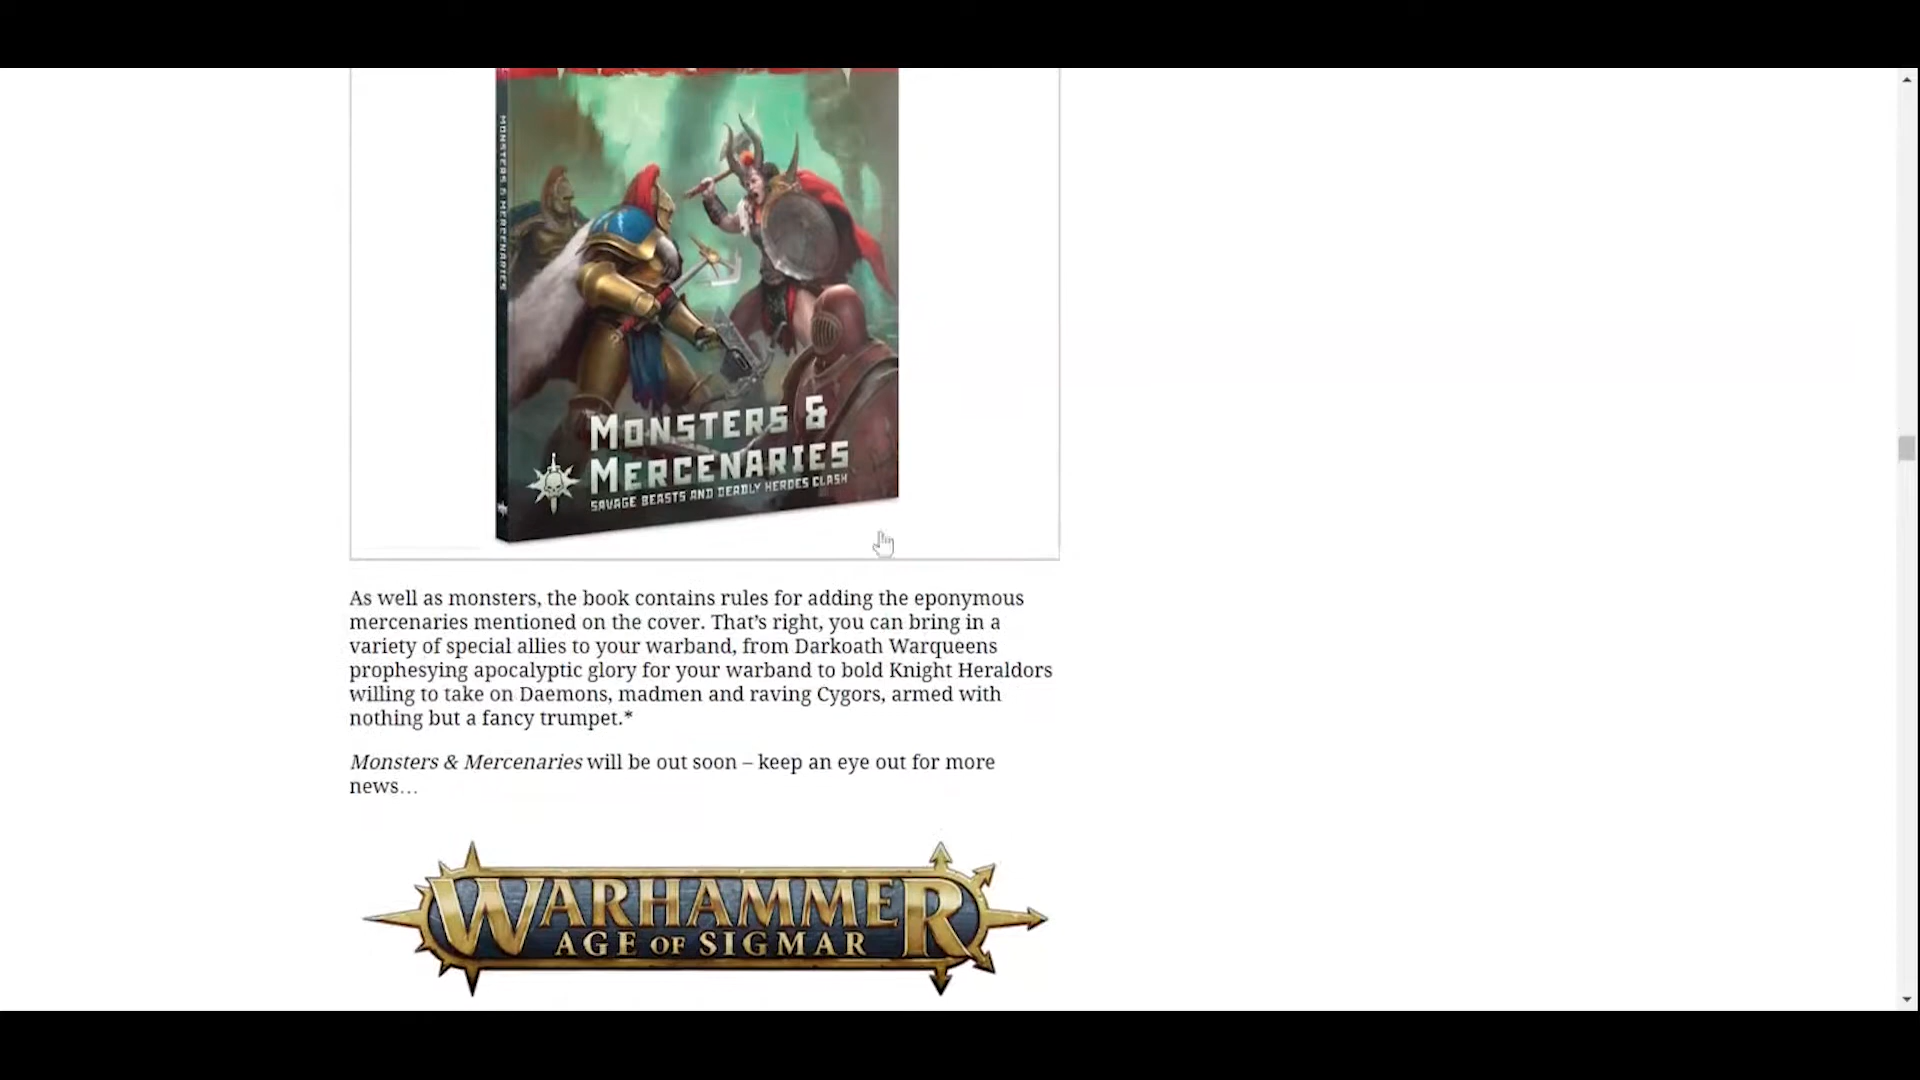 MONSTERS & MERCENARIES
MONSTERS &
MERCENARIES
SAVAGE BEASTS AND DEADLY HEROES CLASH
As well as monsters, the book contains rules for adding the eponymous
mercenaries mentioned on the cover. That’s right, you can bring in a
variety of special allies to your warband, from Darkoath Warqueens
prophesying apocalyptic glory for your warband to bold Knight Heraldors
willing to take on Daemons, madmen and raving Cygors, armed with
nothing but a fancy trumpet.*
Monsters & Mercenaries will be out soon – keep an eye out for more
news…
WARHAMMER
AGE OF SIGMAR